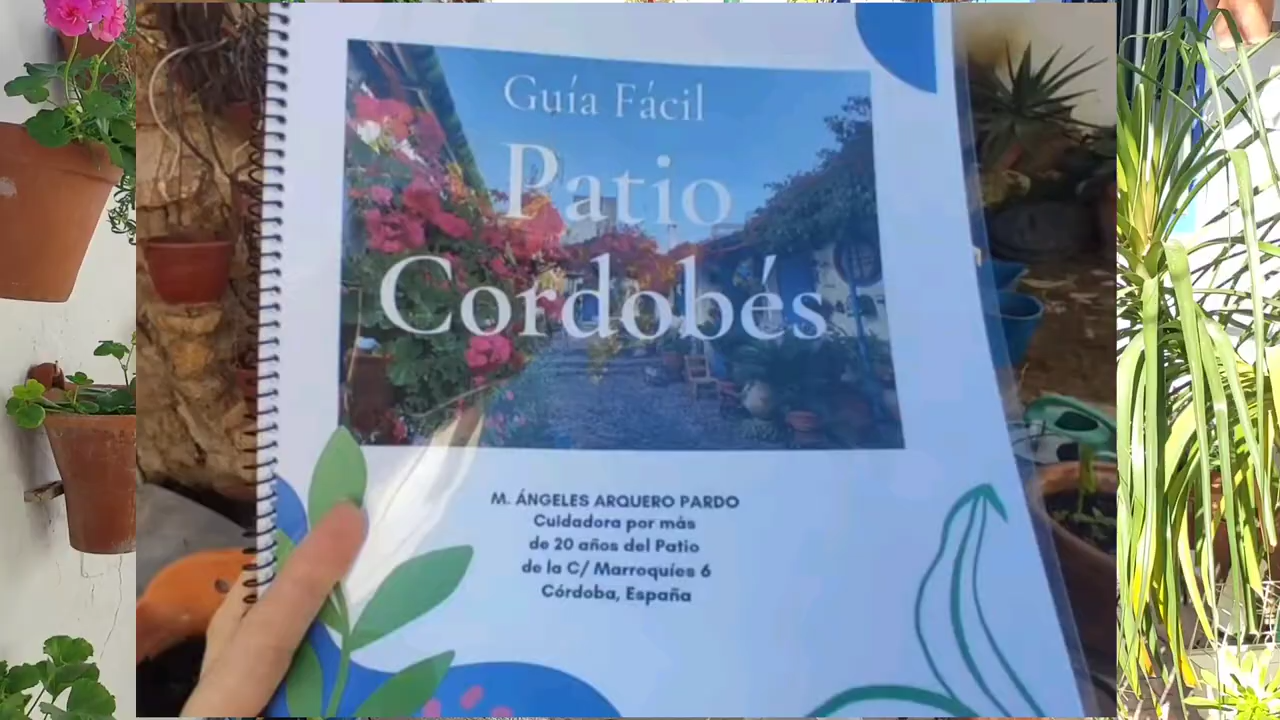 Guía Fácil
Patio
Cordobés
M. ÁNGELES ARQUERO PARDO
Cuidadora por más
de 20 años del Patio
de la C/ Marroquíes 6
Córdoba, España